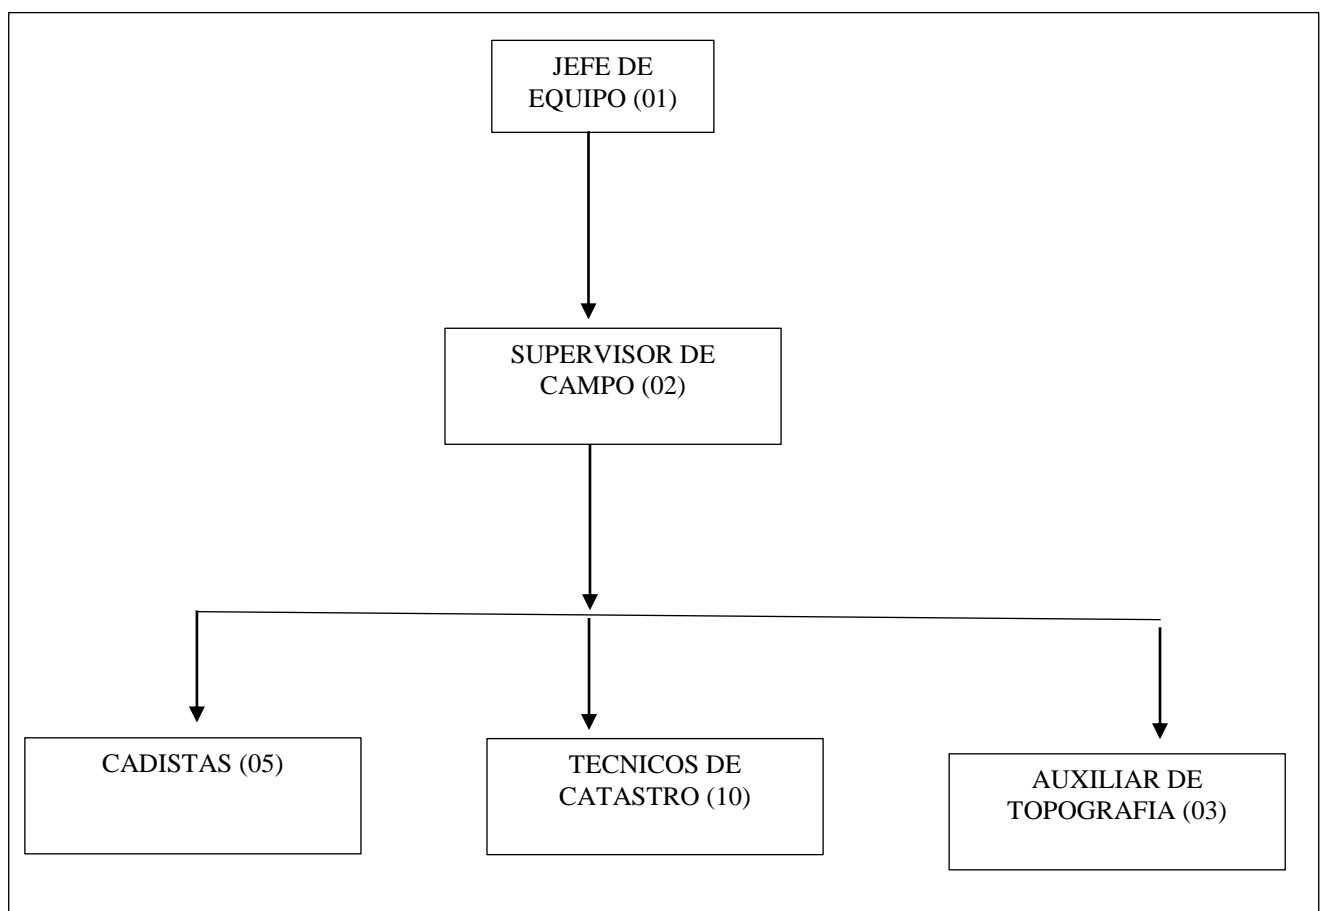 JEFE DE
EQUIPO (01)
SUPERVISOR DE
CAMPO (02)
CADISTAS (05)
TECNICOS DE
CATASTRO (10)
AUXILIAR DE
TOPOGRAFIA (03)